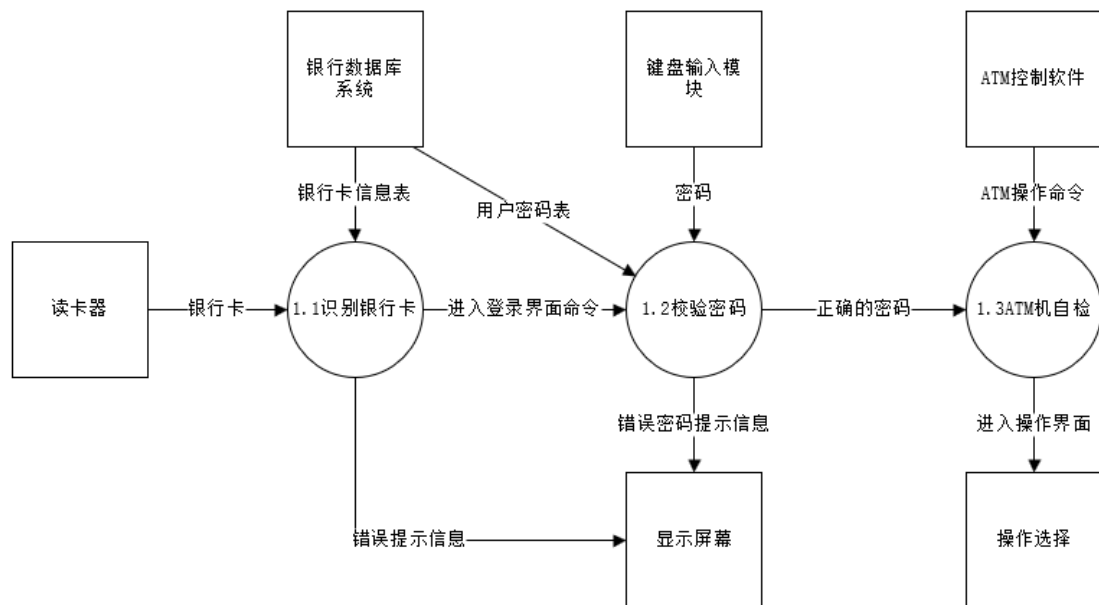 银行数据库
系统
键盘输入模
块
ATM控制软件
银行卡信息表
用户密码表
密码
ATM操作命令
读卡器
银行卡
1.1识别银行卡
进入登录界面命令
1.2校验密码
正确的密码
1.3ATM机自检
错误密码提示信息
进入操作界面
错误提示信息
显示屏幕
操作选择